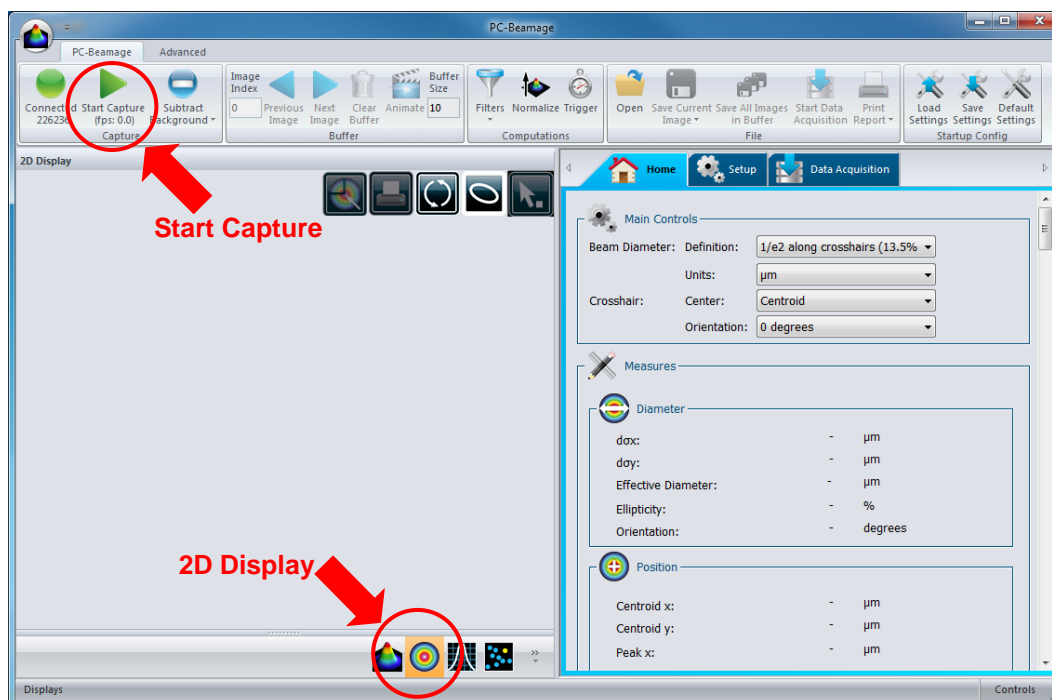 PC-Beamage
PC-Beamage Advanced
Connected 226236
Start Capture (fps: 0.0)
Subtract Background
Capture
Image Index
0
Previous Image
Next Image
Clear Buffer
Animate
Buffer Size
10
Buffer
Filters
Normalize
Trigger
Computations
Open
Save Current Image
Save All Images in Buffer
Start Data Acquisition
Print Report
File
Load Settings
Save Settings
Default Settings
Startup Config
2D Display
Start Capture
2D Display
Home
Setup
Data Acquisition
Main Controls
Beam Diameter: Definition: 1/e2 along crosshairs (13.5%
Units: µm
Crosshair: Center: Centroid
Orientation: 0 degrees
Measures
Diameter
dσx: - µm
dσy: - µm
Effective Diameter: - µm
Ellipticity: - %
Orientation: - degrees
Position
Centroid x: - µm
Centroid y: - µm
Peak x: - µm
Displays
Controls